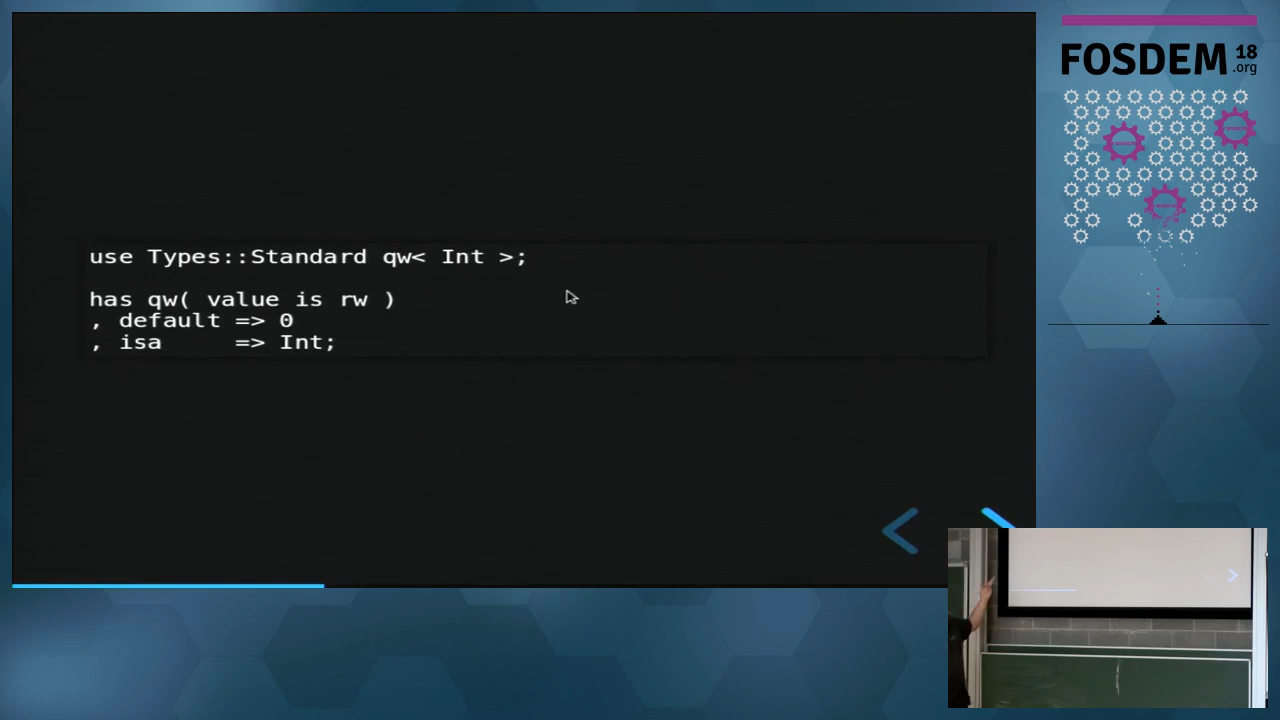 use Types::Standard qw< Int >;
has qw( value is rw )
, default => 0
, isa     => Int;
FOSDEM 18
.org